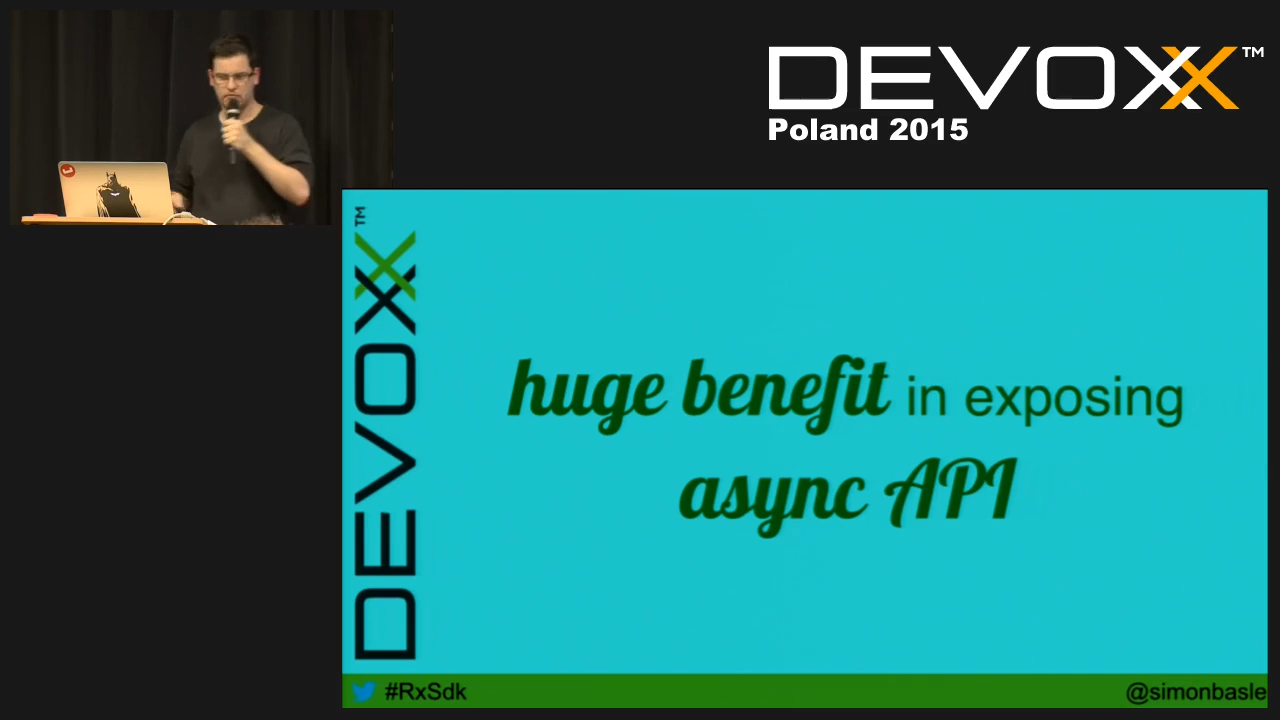 DEVOXX™
Poland 2015
DEVOXX™
huge benefit in exposing
async API
#RxSdk
@simonbasle